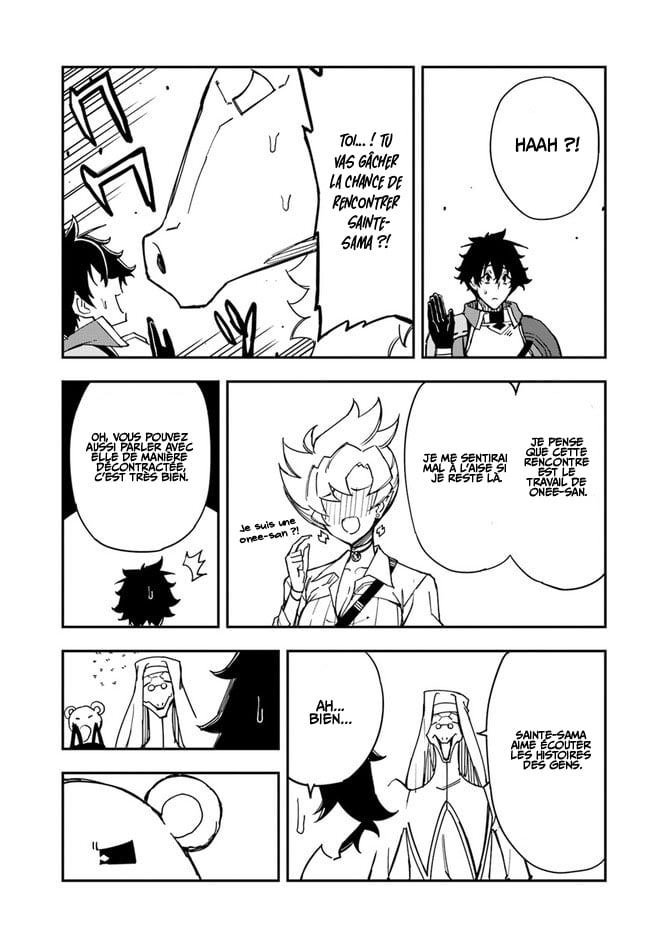 HAAH ?!
TOI... ! TU
VAS GÂCHER
LA CHANCE DE
RENCONTRER
SAINTE-
SAMA ?!
JE PENSE
QUE CETTE
RENCONTRE
EST LE
TRAVAIL DE
ONEE-SAN.
JE ME SENTIRAI
MAL À L'AISE SI
JE RESTE LÀ.
Je suis une
onee-san ?!
OH, VOUS POUVEZ
AUSSI PARLER AVEC
ELLE DE MANIÈRE
DÉCONTRACTÉE,
C'EST TRÈS BIEN.
SAINTE-SAMA
AIME ÉCOUTER
LES HISTOIRES
DES GENS.
AH...
BIEN...